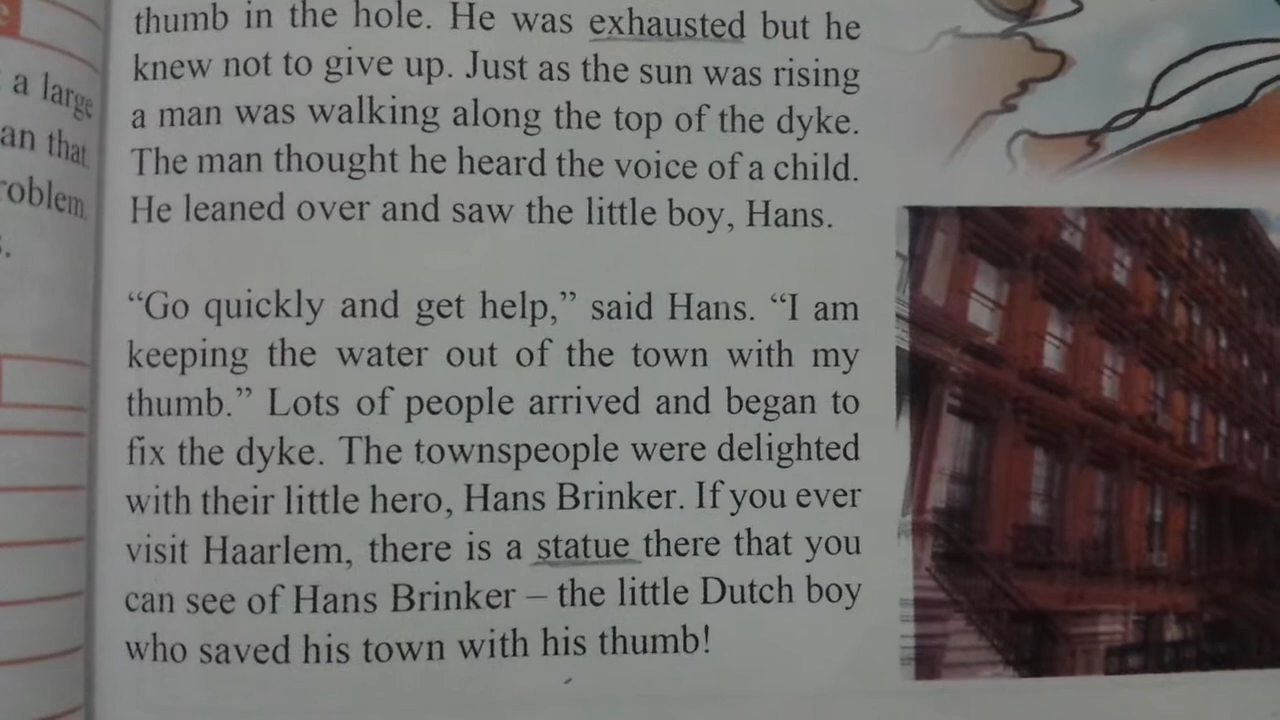 thumb in the hole. He was exhausted but he
knew not to give up. Just as the sun was rising
a man was walking along the top of the dyke.
The man thought he heard the voice of a child.
He leaned over and saw the little boy, Hans.
“Go quickly and get help,” said Hans. “I am
keeping the water out of the town with my
thumb.” Lots of people arrived and began to
fix the dyke. The townspeople were delighted
with their little hero, Hans Brinker. If you ever
visit Haarlem, there is a statue there that you
can see of Hans Brinker – the little Dutch boy
who saved his town with his thumb!
a large
that